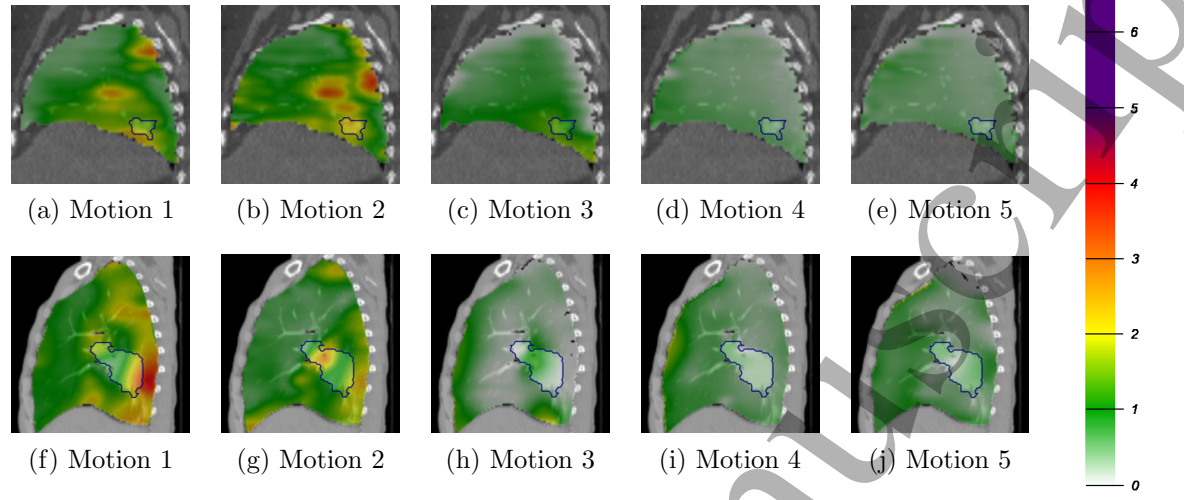 (a) Motion 1
(b) Motion 2
(c) Motion 3
(d) Motion 4
(e) Motion 5
(f) Motion 1
(g) Motion 2
(h) Motion 3
(i) Motion 4
(j) Motion 5
6
5
4
3
2
1
0